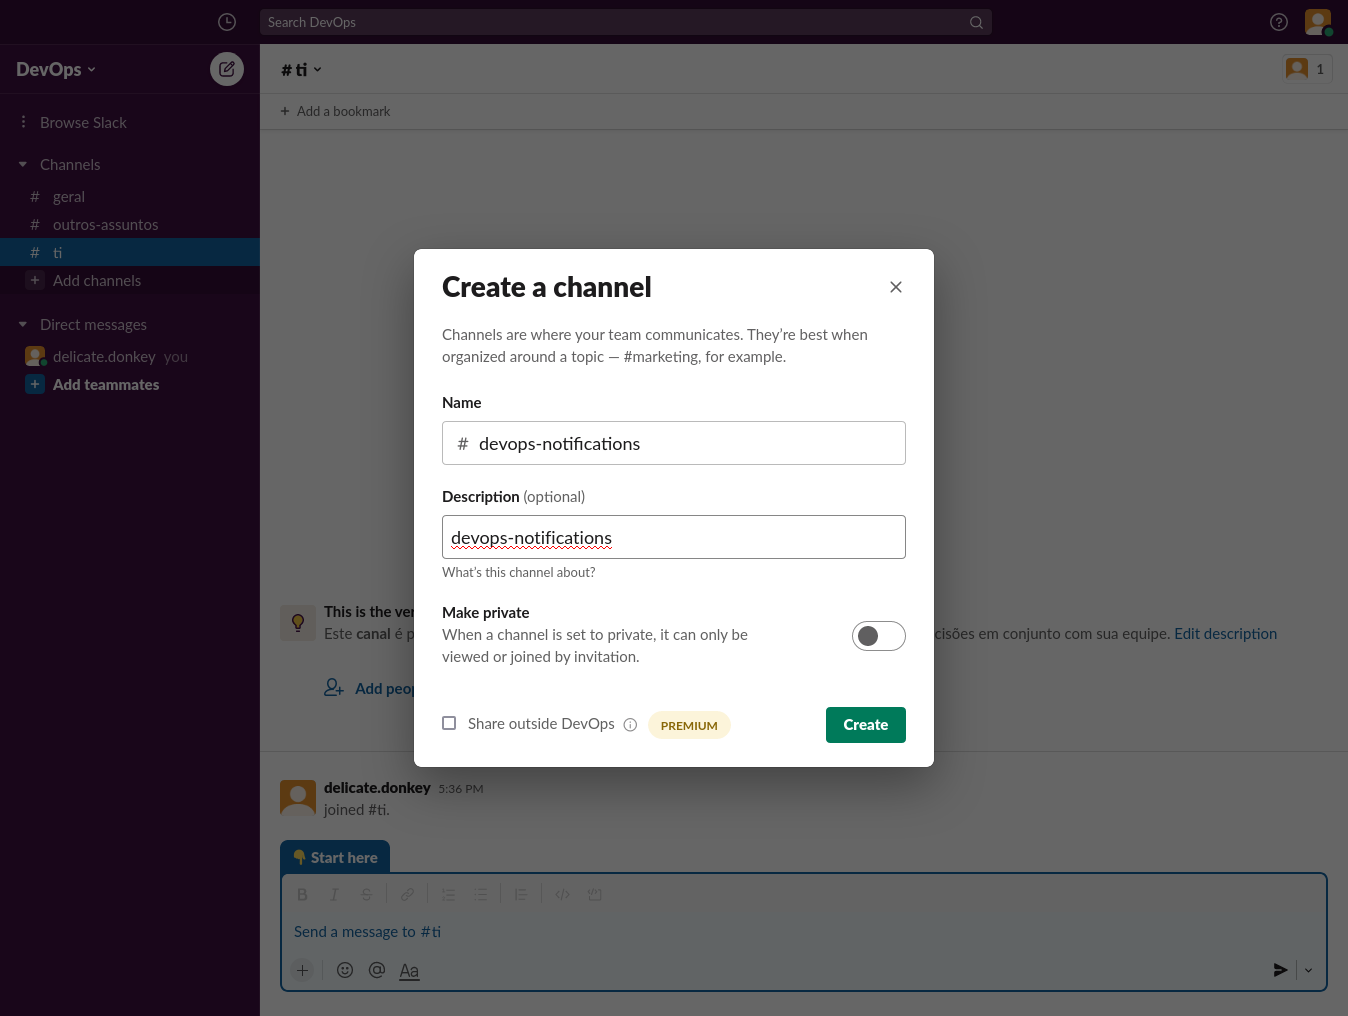 Search DevOps
DevOps
# ti
1
Browse Slack
Add a bookmark
Channels
# geral
# outros-assuntos
# ti
+ Add channels
Direct messages
delicate.donkey you
+ Add teammates
Create a channel
Channels are where your team communicates. They're best when
organized around a topic — #marketing, for example.
Name
# devops-notifications
Description (optional)
devops-notifications
What's this channel about?
Make private
When a channel is set to private, it can only be
viewed or joined by invitation.
Share outside DevOps
PREMIUM
Create
This is the
Este canal é
em conjunto com sua equipe. Edit description
Add
delicate.donkey 5:36 PM
joined #ti.
Start here
B I S
Send a message to #ti
+ @ Aa